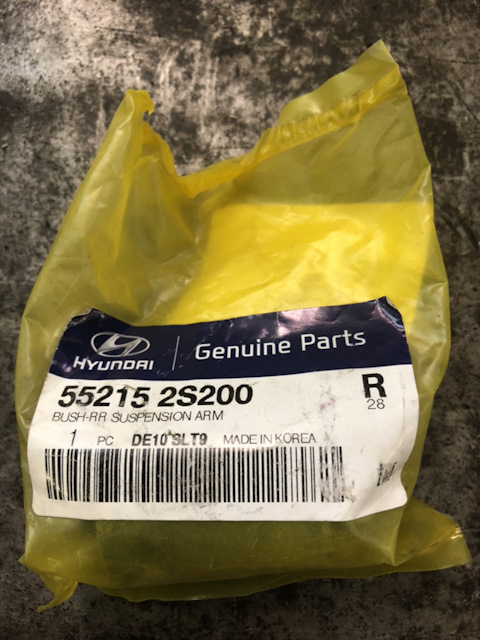 HYUNDAI | Genuine Parts
55215 2S200 R
BUSH-RR SUSPENSION ARM 28
1 PC DE10 SLT9 MADE IN KOREA